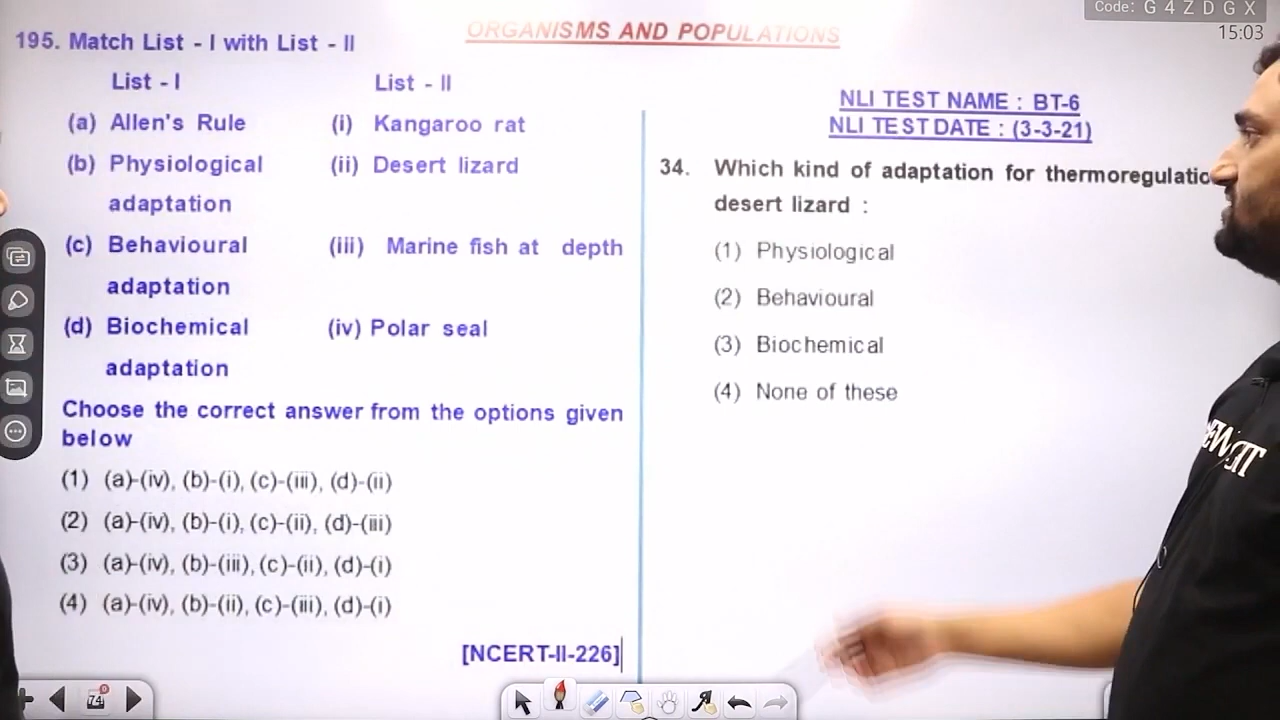 Code: G 4 Z D G X
15:03
ORGANISMS AND POPULATIONS
195. Match List - I with List - II
List - I List - II
(a) Allen's Rule (i) Kangaroo rat
(b) Physiological (ii) Desert lizard
adaptation
(c) Behavioural (iii) Marine fish at depth
adaptation
(d) Biochemical (iv) Polar seal
adaptation
Choose the correct answer from the options given
below
(1) (a)-(iv), (b)-(i), (c)-(iii), (d)-(ii)
(2) (a)-(iv), (b)-(i), (c)-(ii), (d)-(iii)
(3) (a)-(iv), (b)-(iii), (c)-(ii), (d)-(i)
(4) (a)-(iv), (b)-(ii), (c)-(iii), (d)-(i)
[NCERT-II-226]
NLI TEST NAME : BT-6
NLI TEST DATE : (3-3-21)
34. Which kind of adaptation for
desert lizard :
(1) Physiological
(2) Behavioural
(3) Biochemical
(4) None of these
74